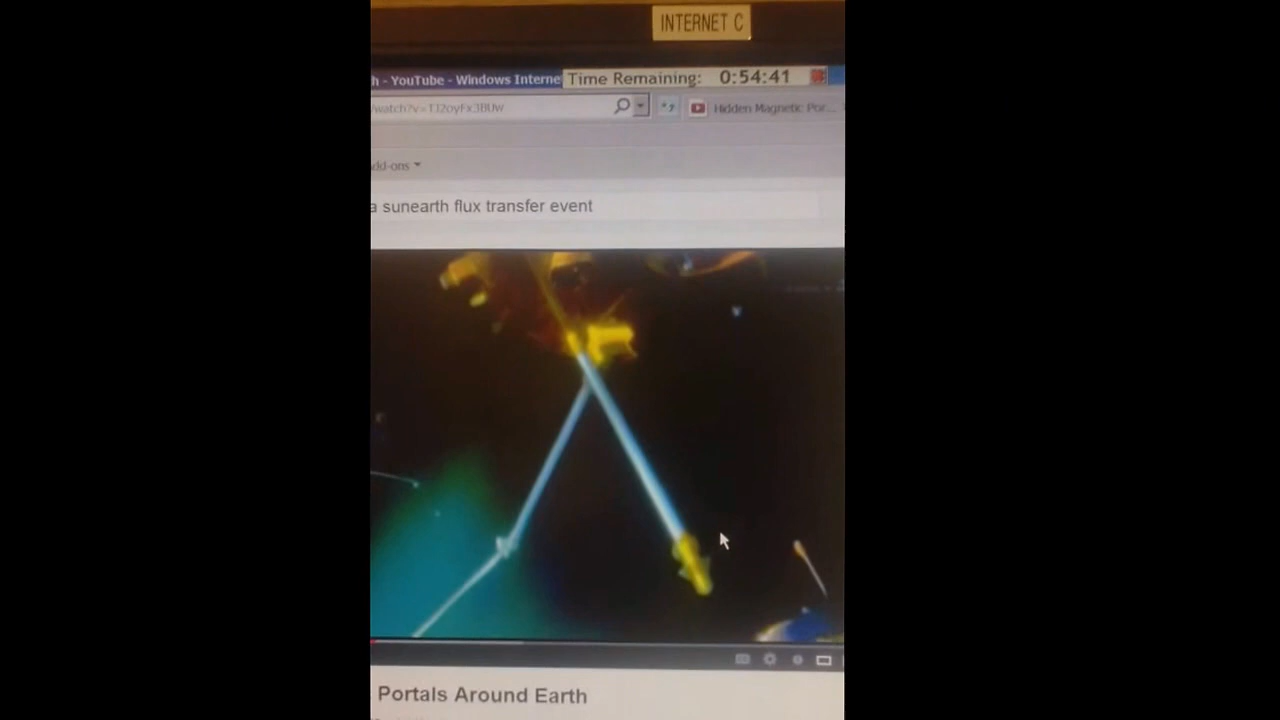 INTERNET C
h - YouTube - Windows Interne
Time Remaining: 0:54:41
Hidden Magnetic Por...
dd-ons
a sunearth flux transfer event
Portals Around Earth